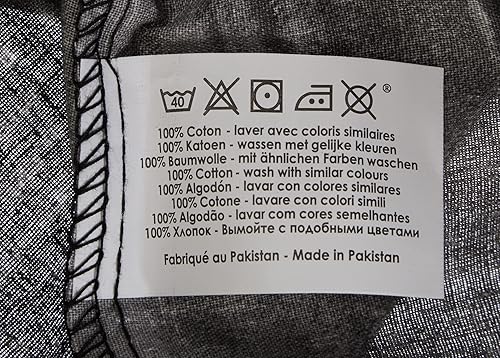 40 ®
100% Coton - laver avec coloris similaires
100% Katoen - wassen met gelijke kleuren
100% Baumwolle - mit ähnlichen Farben waschen
100% Cotton - wash with similar colours
100% Algodón - lavar con colores similares
100% Cotone - lavare con colori simili
100% Algodão - lavar com cores semelhantes
100% Хлопок - Вымойте с подобными цветами
Fabriqué au Pakistan - Made in Pakistan